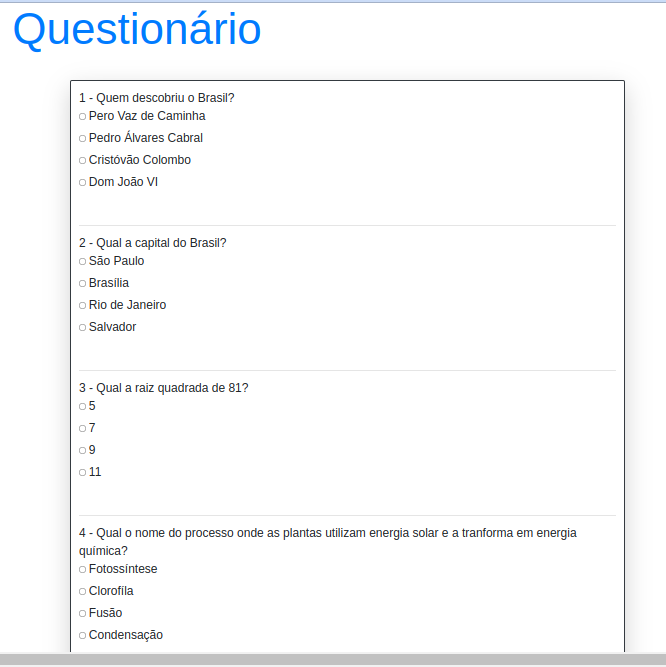 Questionário
1 - Quem descobriu o Brasil?
Pero Vaz de Caminha
Pedro Álvares Cabral
Cristóvão Colombo
Dom João VI
2 - Qual a capital do Brasil?
São Paulo
Brasília
Rio de Janeiro
Salvador
3 - Qual a raiz quadrada de 81?
5
7
9
11
4 - Qual o nome do processo onde as plantas utilizam energia solar e a tranforma em energia
química?
Fotossíntese
Clorofíla
Fusão
Condensação